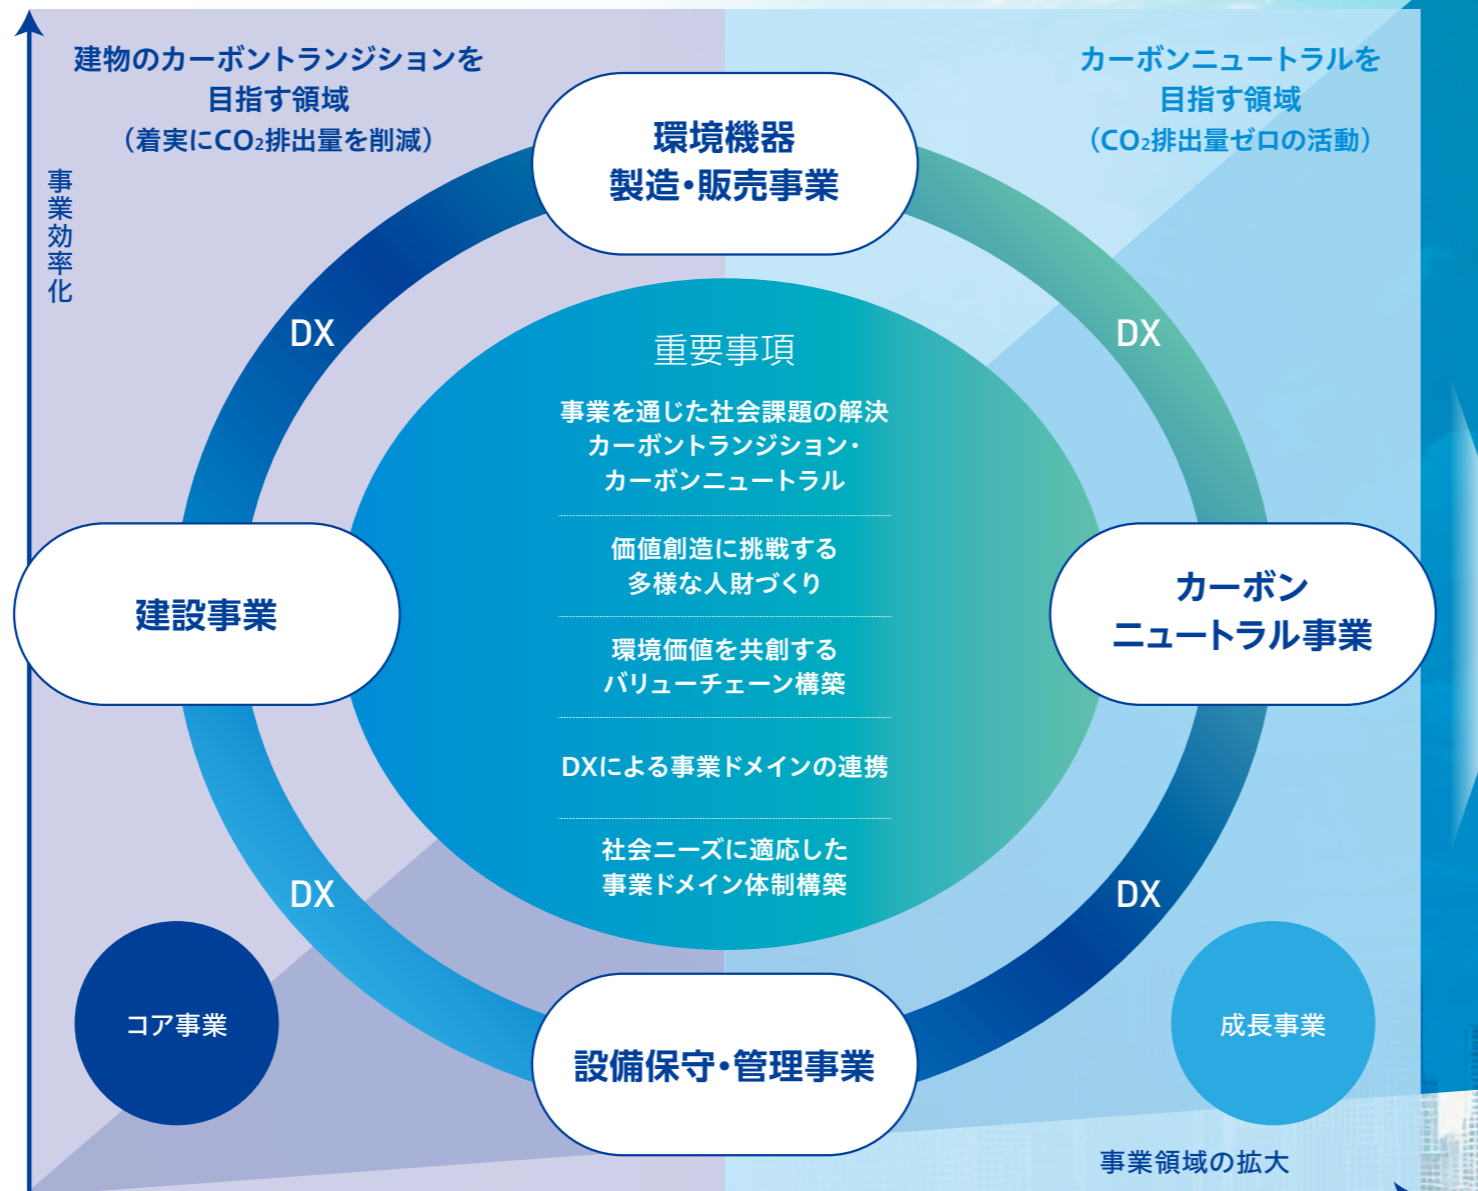 建物のカーボントランジションを
目指す領域
（着実にCO₂排出量を削減）
カーボンニュートラルを
目指す領域
（CO₂排出量ゼロの活動）
事業効率化
環境機器
製造・販売事業
DX
DX
重要事項
事業を通じた社会課題の解決
カーボントランジション・
カーボンニュートラル
価値創造に挑戦する
多様な人財づくり
環境価値を共創する
バリューチェーン構築
DXによる事業ドメインの連携
社会ニーズに適応した
事業ドメイン体制構築
建設事業
カーボン
ニュートラル事業
DX
DX
コア事業
設備保守・管理事業
成長事業
事業領域の拡大